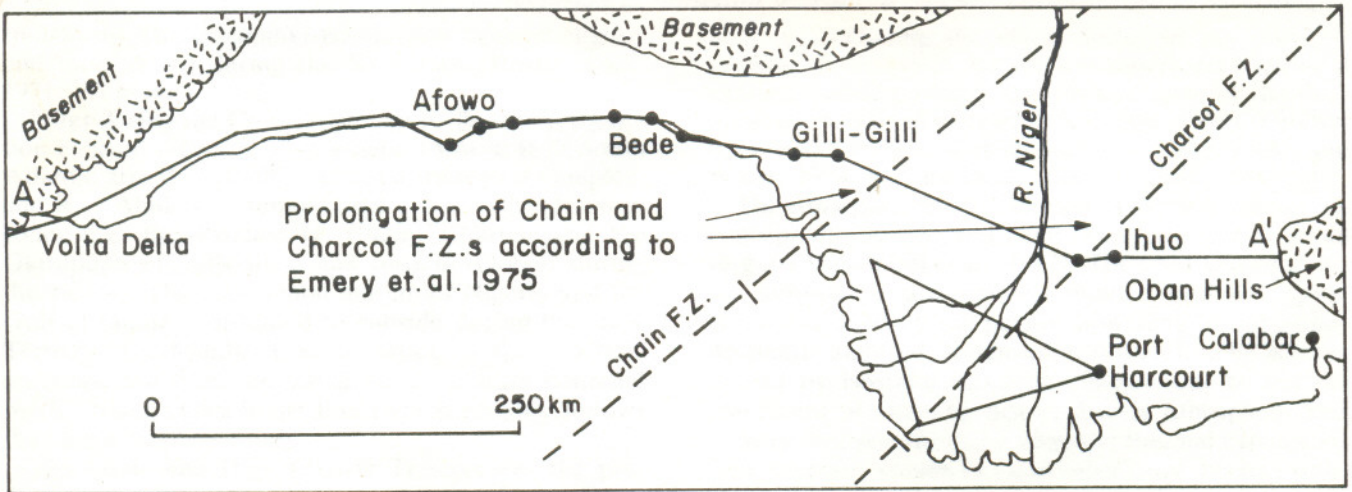 Basement
Basement
Afowo
Bede
Gilli-Gilli
R. Niger
Charcot F.Z.
A
Volta Delta
Prolongation of Chain and
Charcot F.Z.s according to
Emery et. al. 1975
Ihuo
A'
Oban Hills
Chain F.Z.
Calabar
Port
Harcourt
0
250km